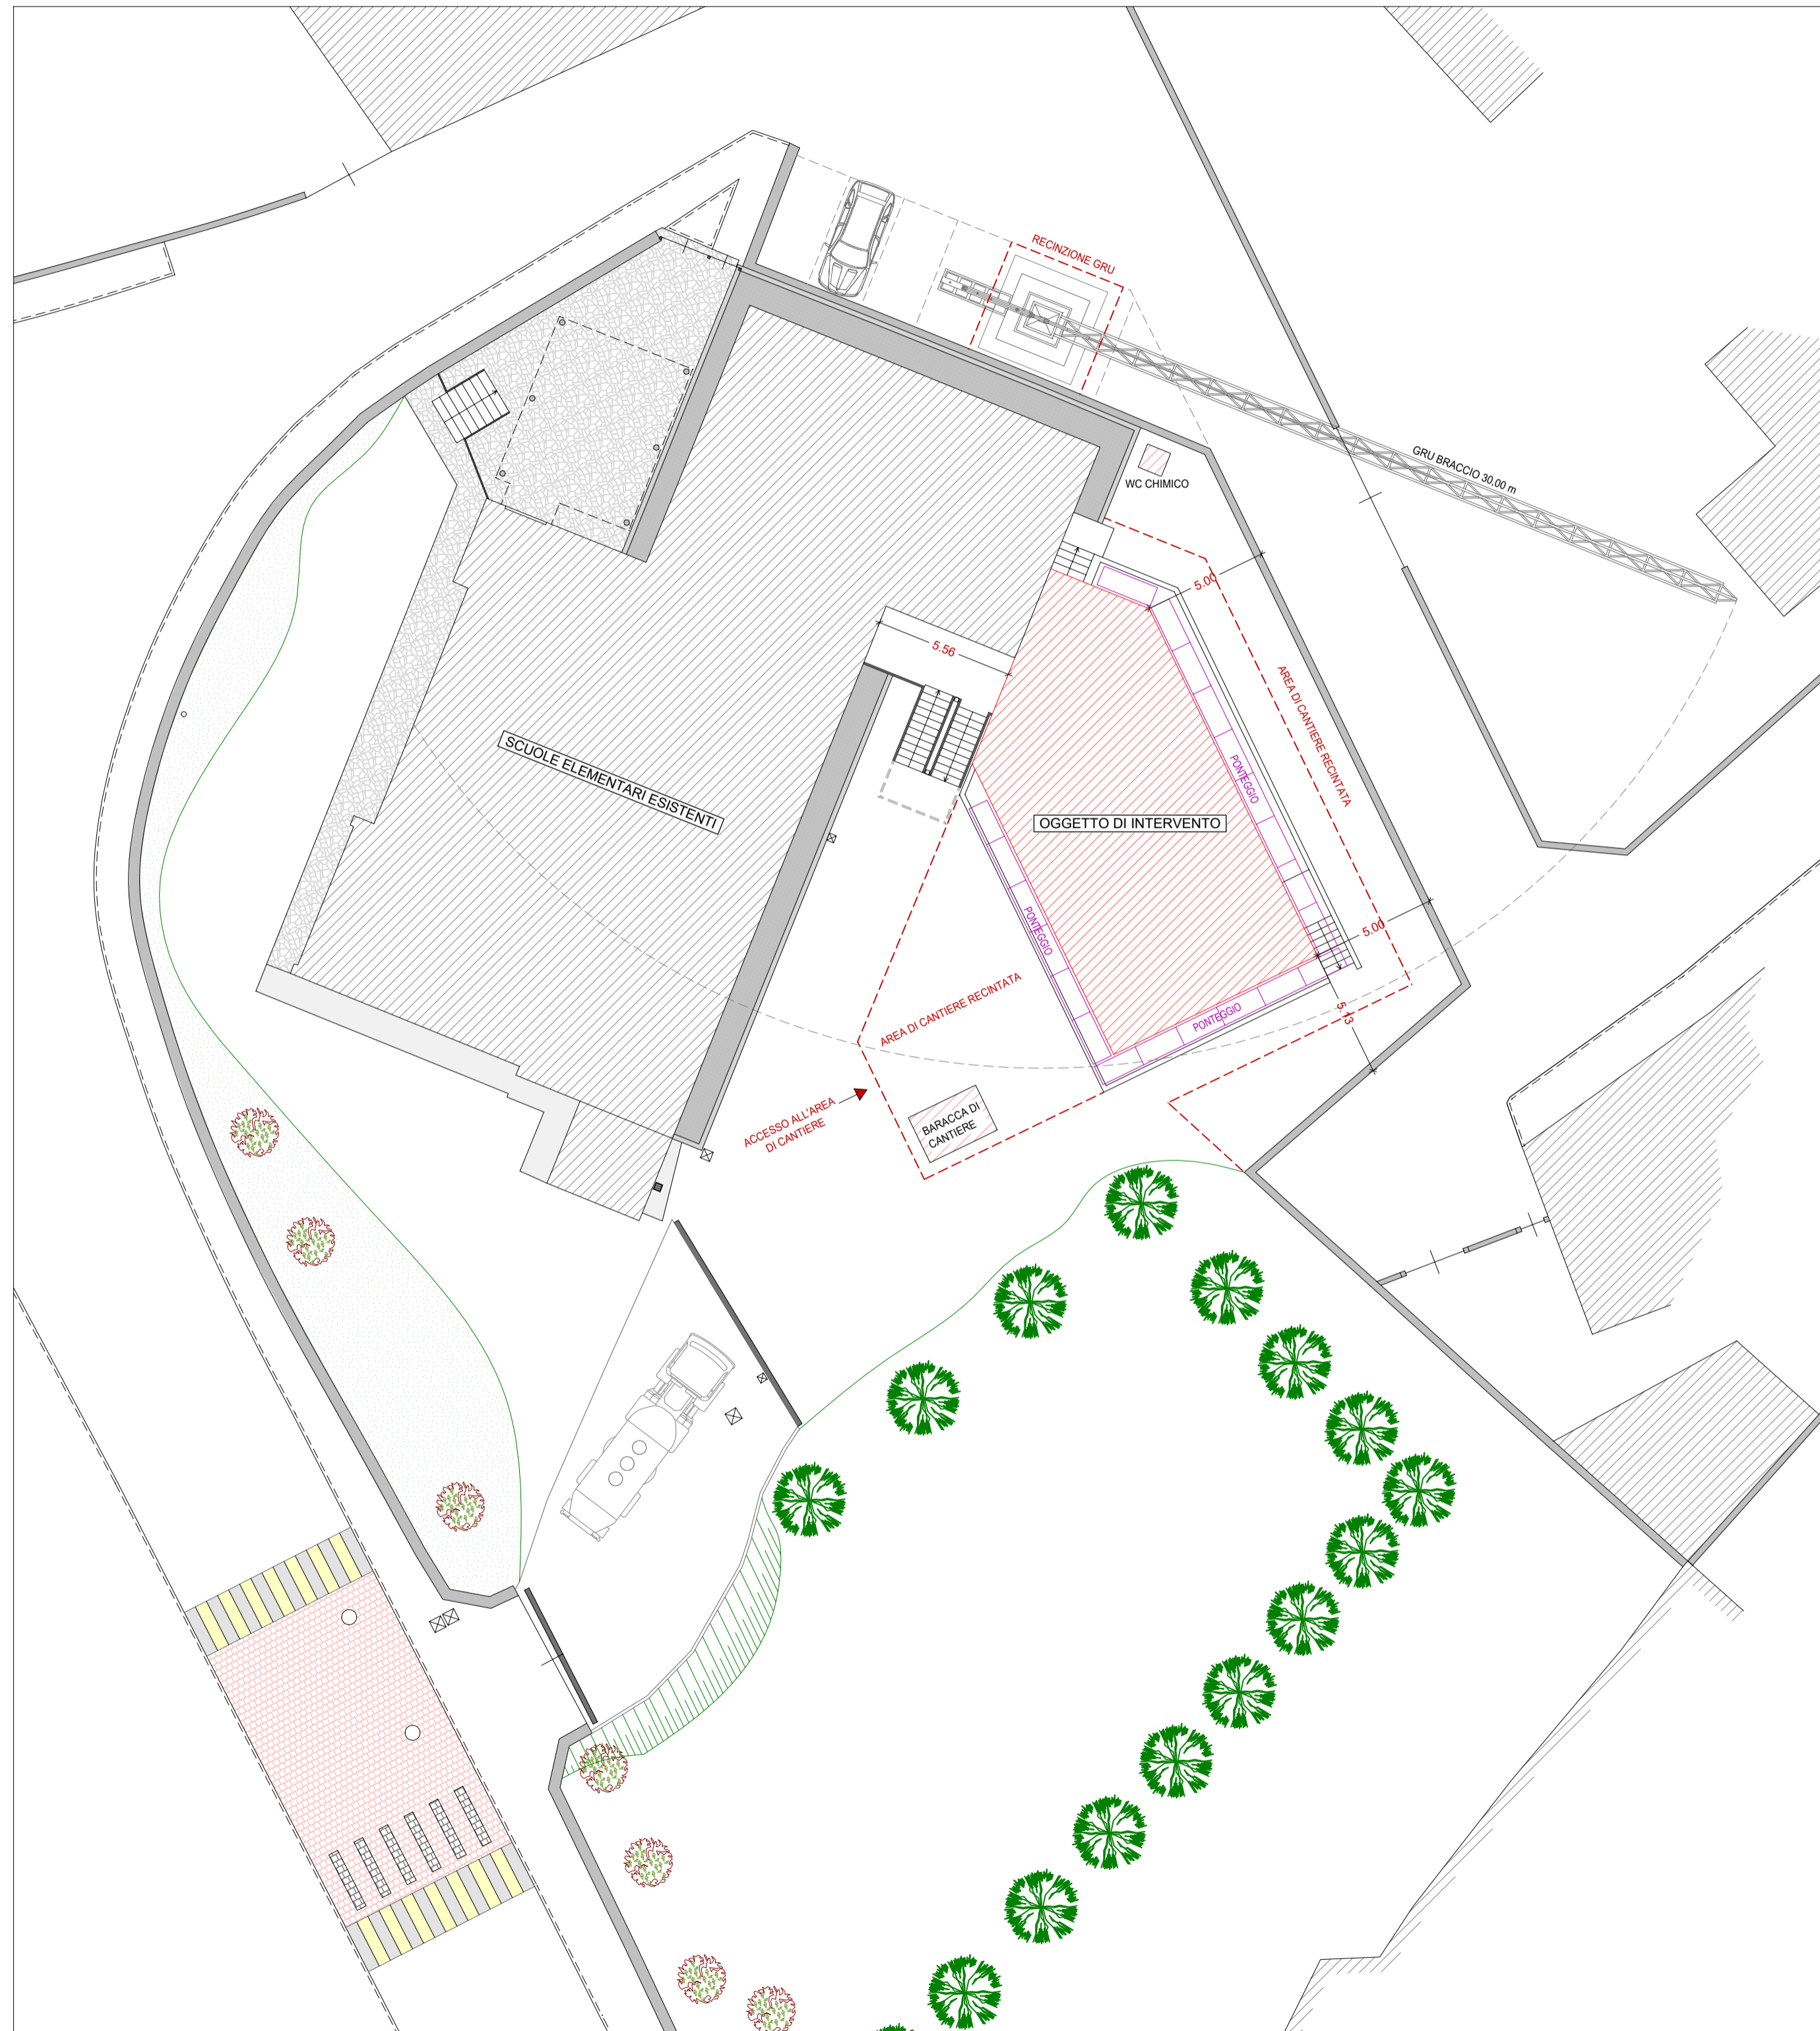 RECINZIONE GRU
GRU BRACCIO 30.00 m
WC CHIMICO
5.00
5.56
AREA DI CANTIERE RECINTATA
SCUOLE ELEMENTARI ESISTENTI
PONTEGGIO
OGGETTO DI INTERVENTO
PONTEGGIO
5.00
AREA DI CANTIERE RECINTATA
PONTEGGIO
5.13
ACCESSO ALL'AREA
DI CANTIERE
BARACCA DI
CANTIERE